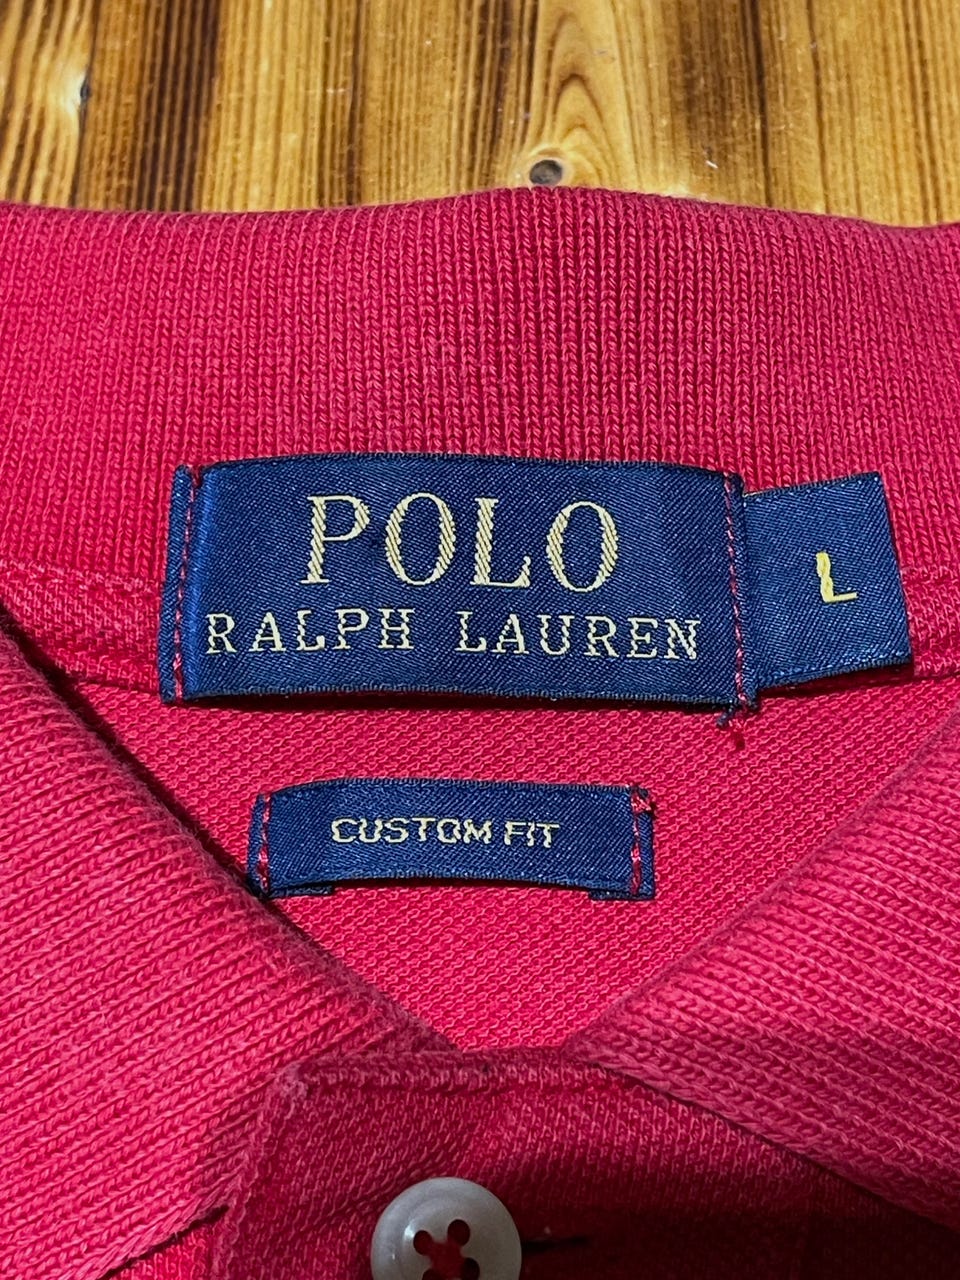 POLO
RALPH LAUREN
L
CUSTOM FIT